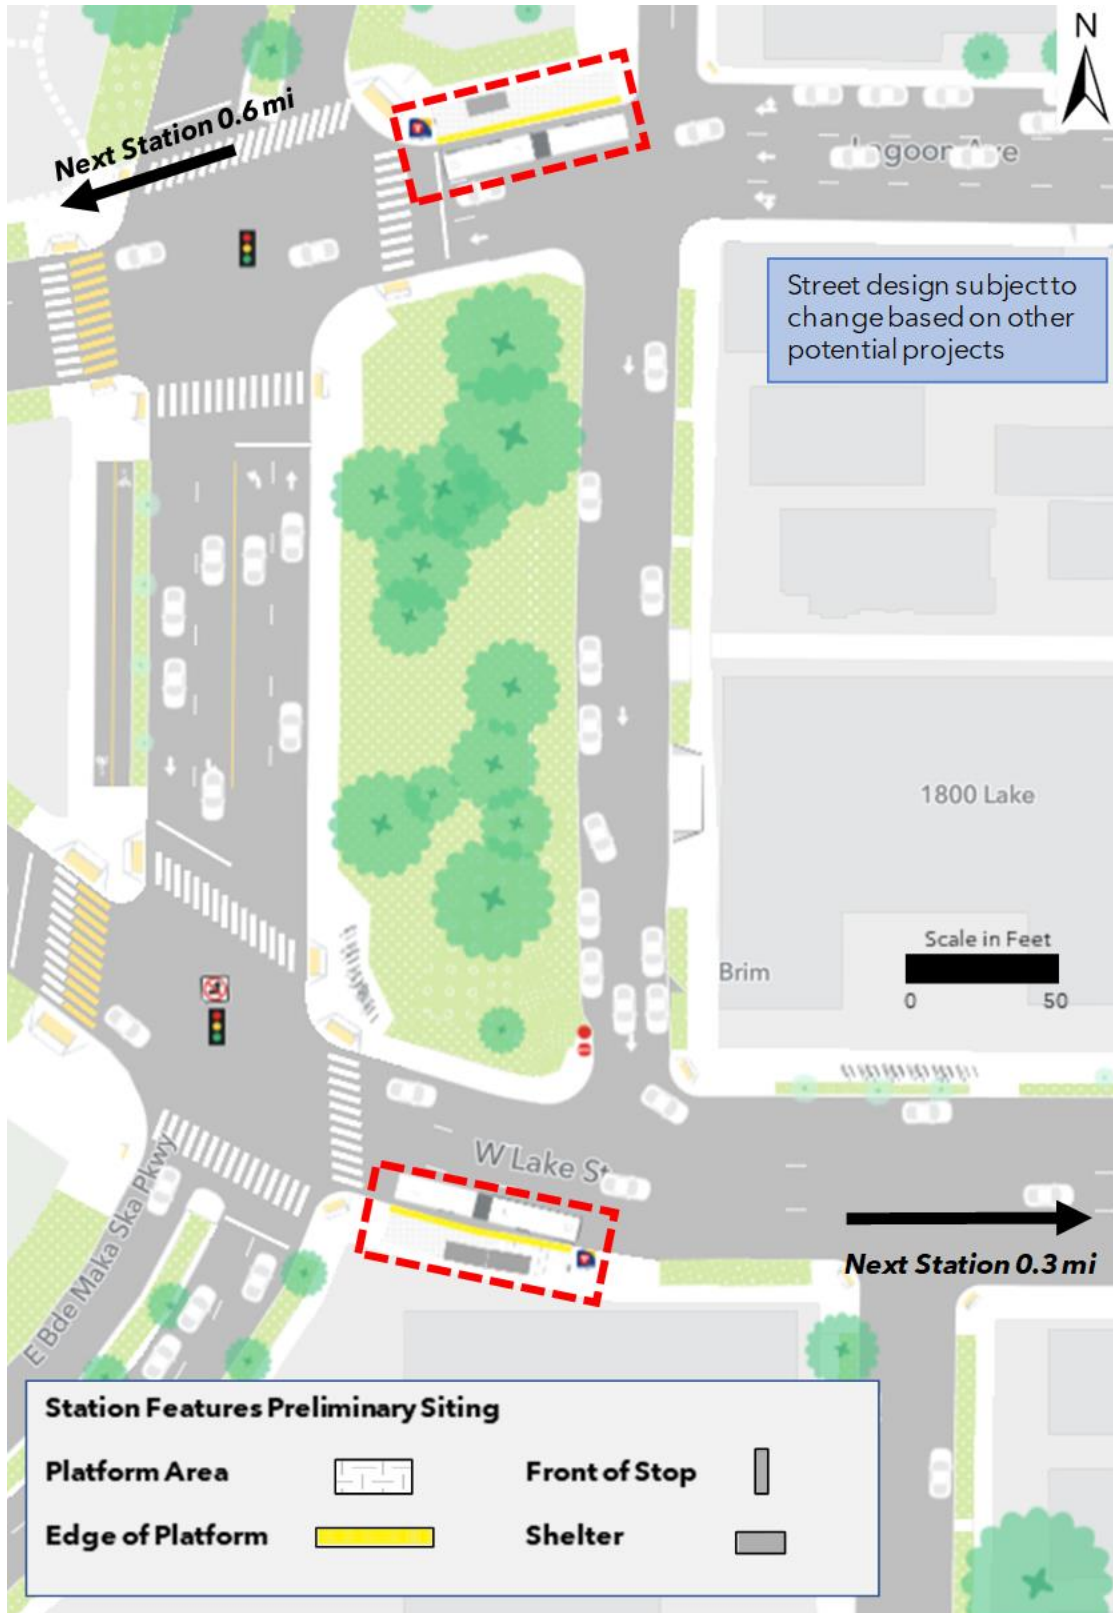 N
Next Station 0.6 mi
Lagoon Ave
Street design subject to
change based on other
potential projects
1800 Lake
Scale in Feet
0 50
Brim
W Lake St
Next Station 0.3 mi
E Bde Maka Ska Pkwy
Station Features Preliminary Siting
Platform Area
Front of Stop
Edge of Platform
Shelter